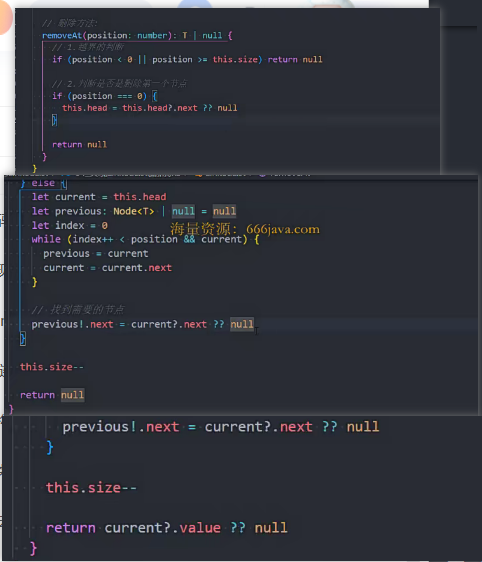 // 删除方法:
removeAt(position: number): T | null {
// 1.越界的判断
if (position < 0 || position >= this.size) return null
// 2.判断是否是删除第一个节点
if (position === 0) {
this.head = this.head?.next ?? null
}
return null
}
}
} else {
let current = this.head
let previous: Node<T> | null = null
let index = 0
海量资源：666java.com
while (index++ < position && current) {
previous = current
current = current.next
}
// 找到需要的节点
previous!.next = current?.next ?? null
}
this.size--
return null
}
previous!.next = current?.next ?? null
}
this.size--
return current?.value ?? null
}